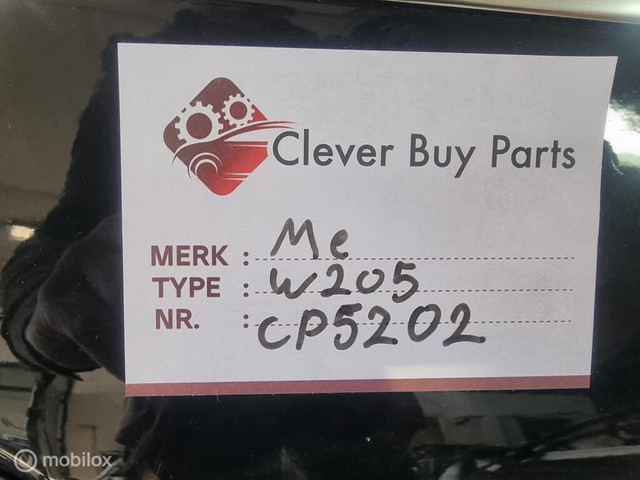 Clever Buy Parts
MERK : Me
TYPE : W205
NR. : CP5202
mobilox